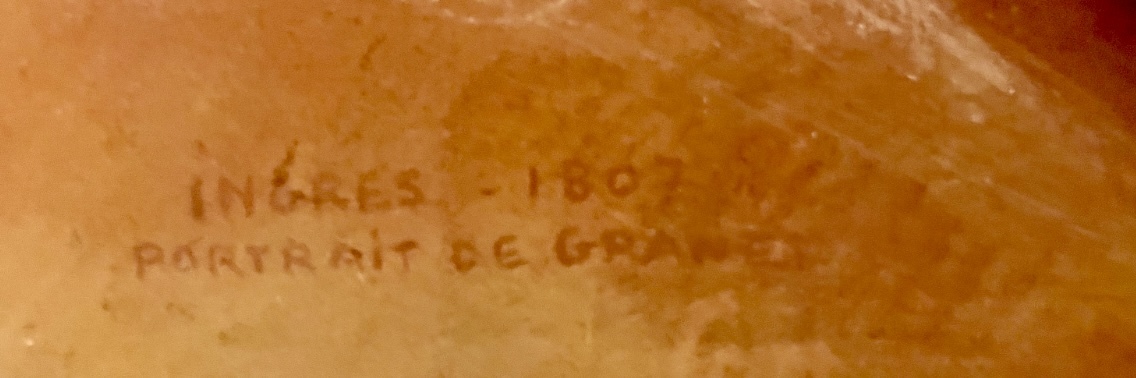 INGRES - 1807
PORTRAIT DE GRANET